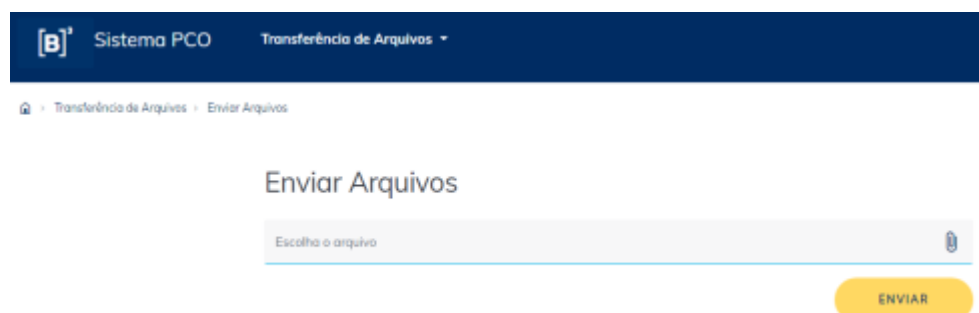 [B]³ Sistema PCO Transferência de Arquivos
Transferência de Arquivos › Enviar Arquivos
Enviar Arquivos
Escolha o arquivo
ENVIAR